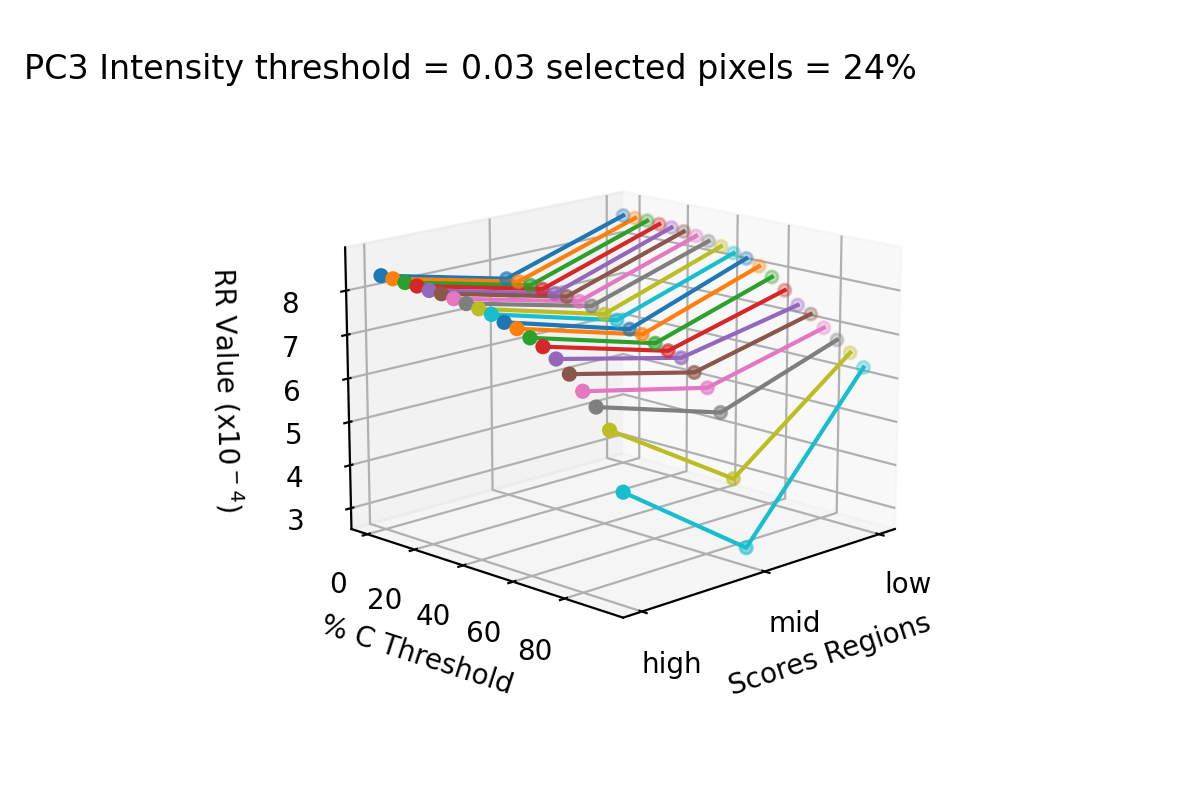 PC3 Intensity threshold = 0.03 selected pixels = 24%
RR Value (x10⁻⁴)
8
7
6
5
4
3
0
20
40
60
80
% C Threshold
high
mid
low
Scores Regions